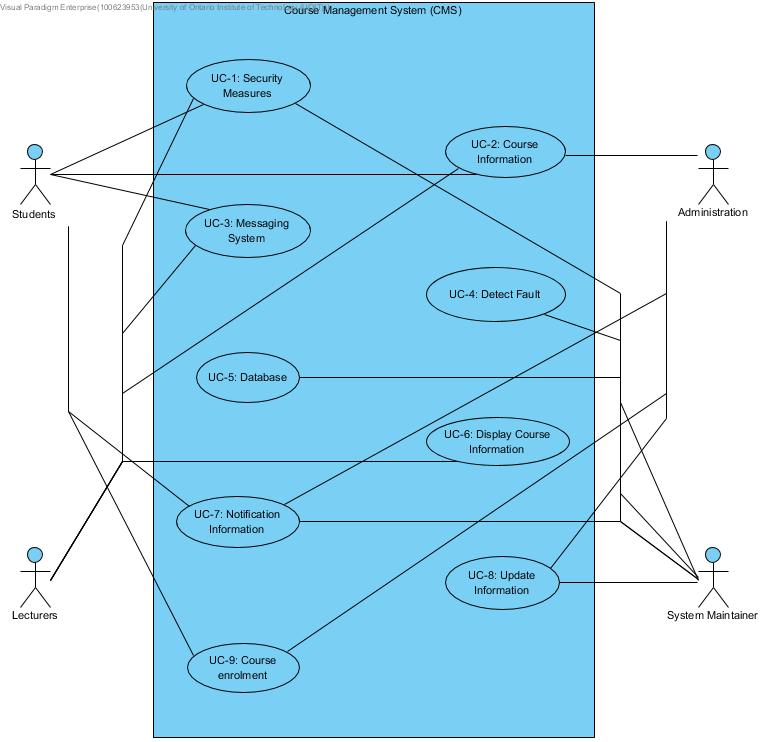 Visual Paradigm Enterprise(100623953(University of Ontario Institute of Technology
Course Management System (CMS)
UC-1: Security
Measures
UC-2: Course
Information
Students
Administration
UC-3: Messaging
System
UC-4: Detect Fault
UC-5: Database
UC-6: Display Course
Information
UC-7: Notification
Information
UC-8: Update
Information
Lecturers
System Maintainer
UC-9: Course
enrolment